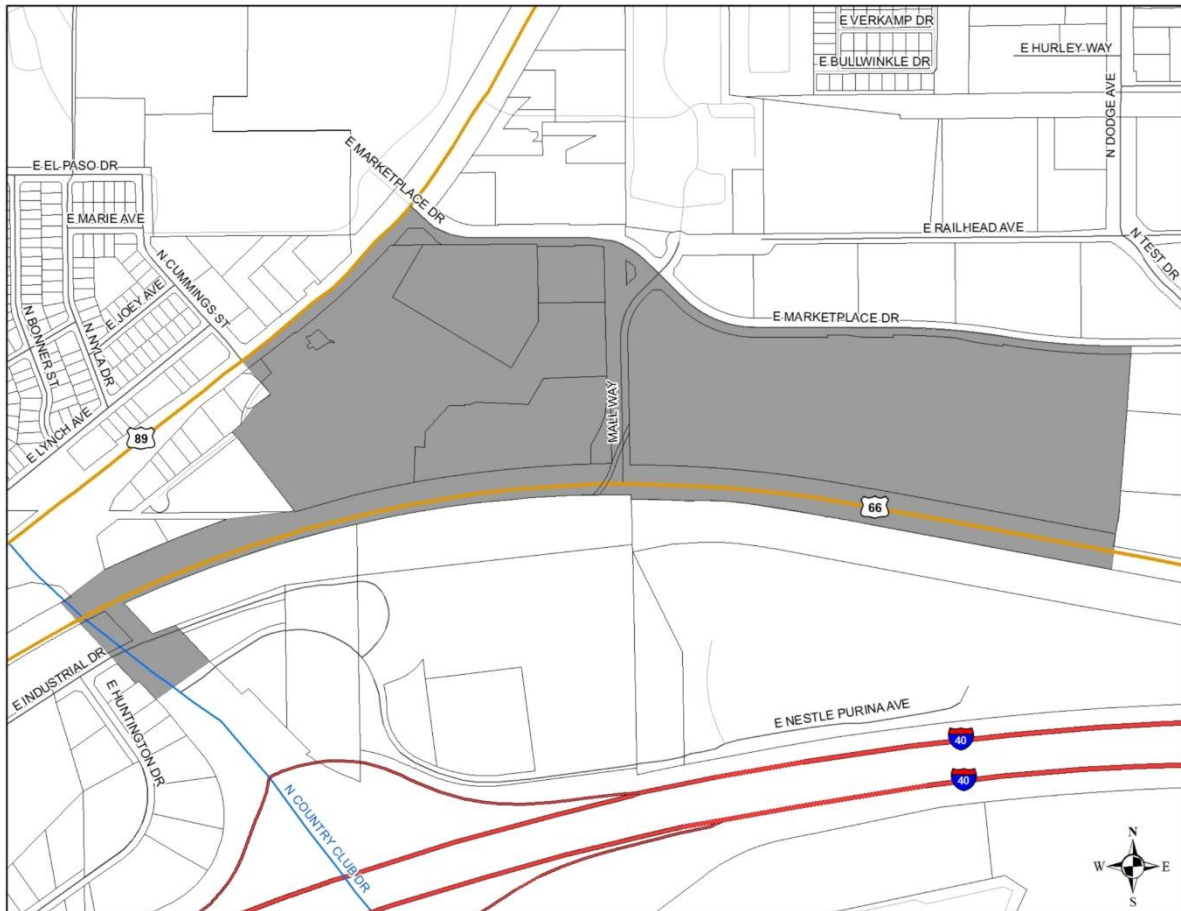 E VERKAMP DR
E HURLEY WAY
E BULLWINKLE DR
N DODGE AVE
E EL PASO DR
E MARKETPLACE DR
E MARIE AVE
E RAILHEAD AVE
N TEST DR
N CUMMINGS ST
E JOEY AVE
N BONNER ST
N NYLA DR
E MARKETPLACE DR
E LYNCH AVE
89
MALL WAY
66
E INDUSTRIAL DR
E HUNTINGTON DR
E NESTLE PURINA AVE
40
40
N COUNTRY CLUB DR
N
W E
S